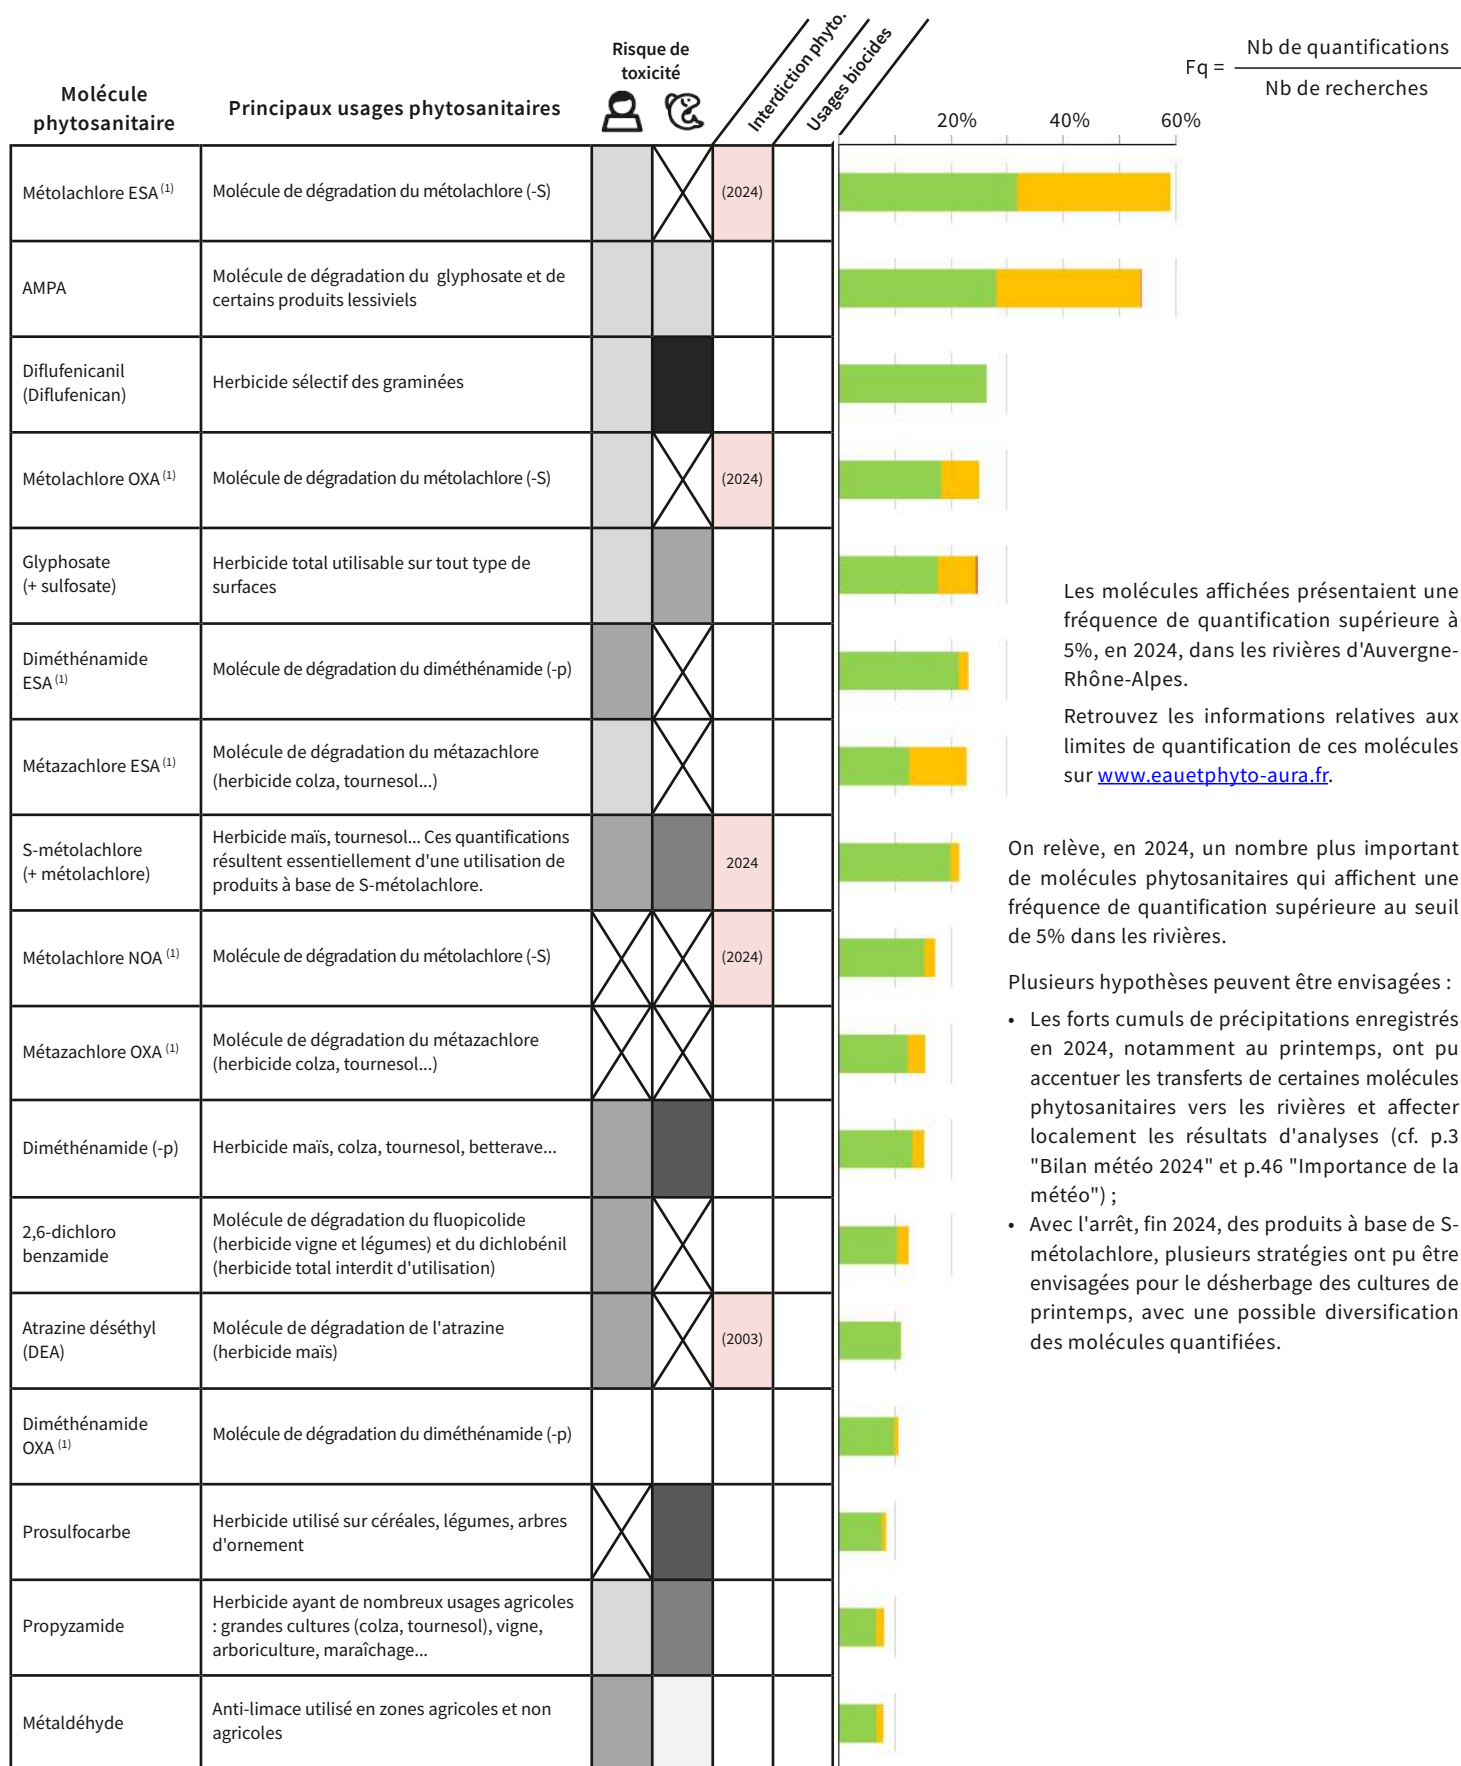 Molécule
phytosanitaire
Principaux usages phytosanitaires
Risque de
toxicité
Interdiction phyto.
Usages biocides
Fq =
Nb de quantifications
Nb de recherches
20%
40%
60%
Métolachlore ESA (1)
Molécule de dégradation du métolachlore (-S)
(2024)
AMPA
Molécule de dégradation du glyphosate et de
certains produits lessiviels
Diflufenicanil
(Diflufenican)
Herbicide sélectif des graminées
Métolachlore OXA (1)
Molécule de dégradation du métolachlore (-S)
(2024)
Glyphosate
(+ sulfosate)
Herbicide total utilisable sur tout type de
surfaces
Diméthénamide
ESA (1)
Molécule de dégradation du diméthénamide (-p)
Métazachlore ESA (1)
Molécule de dégradation du métazachlore
(herbicide colza, tournesol...)
S-métolachlore
(+ métolachlore)
Herbicide maïs, tournesol... Ces quantifications
résultent essentiellement d'une utilisation de
produits à base de S-métolachlore.
2024
Métolachlore NOA (1)
Molécule de dégradation du métolachlore (-S)
(2024)
Métazachlore OXA (1)
Molécule de dégradation du métazachlore
(herbicide colza, tournesol...)
Diméthénamide (-p)
Herbicide maïs, colza, tournesol, betterave...
2,6-dichloro
benzamide
Molécule de dégradation du fluopicolide
(herbicide vigne et légumes) et du dichlobénil
(herbicide total interdit d'utilisation)
Atrazine déséthyl
(DEA)
Molécule de dégradation de l'atrazine
(herbicide maïs)
(2003)
Diméthénamide
OXA (1)
Molécule de dégradation du diméthénamide (-p)
Prosulfocarbe
Herbicide utilisé sur céréales, légumes, arbres
d'ornement
Propyzamide
Herbicide ayant de nombreux usages agricoles
: grandes cultures (colza, tournesol), vigne,
arboriculture, maraîchage...
Métaldéhyde
Anti-limace utilisé en zones agricoles et non
agricoles
Les molécules affichées présentaient une
fréquence de quantification supérieure à
5%, en 2024, dans les rivières d'Auvergne-
Rhône-Alpes.
Retrouvez les informations relatives aux
limites de quantification de ces molécules
sur www.eauetphyto-aura.fr.
On relève, en 2024, un nombre plus important
de molécules phytosanitaires qui affichent une
fréquence de quantification supérieure au seuil
de 5% dans les rivières.
Plusieurs hypothèses peuvent être envisagées :
• Les forts cumuls de précipitations enregistrés
en 2024, notamment au printemps, ont pu
accentuer les transferts de certaines molécules
phytosanitaires vers les rivières et affecter
localement les résultats d'analyses (cf. p.3
"Bilan météo 2024" et p.46 "Importance de la
météo") ;
• Avec l'arrêt, fin 2024, des produits à base de S-
métolachlore, plusieurs stratégies ont pu être
envisagées pour le désherbage des cultures de
printemps, avec une possible diversification
des molécules quantifiées.